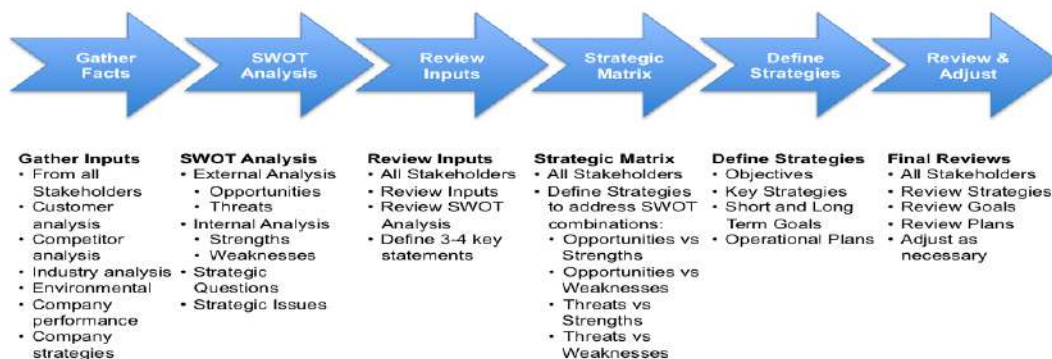 Gather
Facts
SWOT
Analysis
Review
Inputs
Strategic
Matrix
Define
Strategies
Review &
Adjust
Gather Inputs
• From all
Stakeholders
• Customer
analysis
• Competitor
analysis
• Industry analysis
• Environmental
• Company
performance
• Company
strategies
SWOT Analysis
• External Analysis
• Opportunities
• Threats
• Internal Analysis
• Strengths
• Weaknesses
• Strategic
Questions
• Strategic Issues
Review Inputs
• All Stakeholders
• Review Inputs
• Review SWOT
Analysis
• Define 3-4 key
statements
Strategic Matrix
• All Stakeholders
• Define Strategies
to address SWOT
combinations:
• Opportunities vs
Strengths
• Opportunities vs
Weaknesses
• Threats vs
Strengths
• Threats vs
Weaknesses
Define Strategies
• Objectives
• Key Strategies
• Short and Long
Term Goals
• Operational Plans
Final Reviews
• All Stakeholders
• Review Strategies
• Review Goals
• Review Plans
• Adjust as
necessary